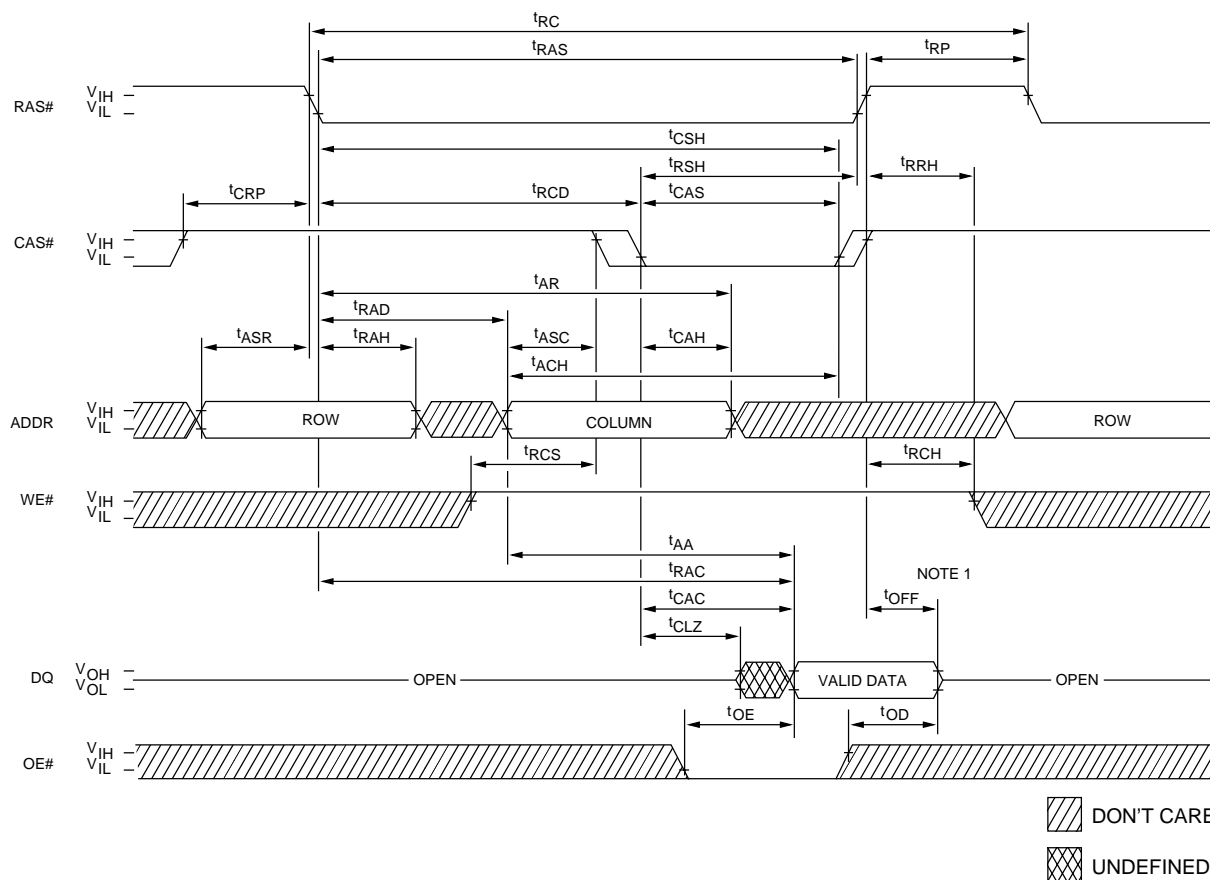 tRC
tRAS tRP
RAS# VIH
VIL
tCSH
tRSH tRRH
tCRP tRCD tCAS
CAS# VIH
VIL
tAR
tRAD
tASR tRAH tASC tCAH
tACH
ADDR VIH
VIL
ROW COLUMN ROW
tRCS tRCH
WE# VIH
VIL
tAA
tRAC NOTE 1
tCAC tOFF
tCLZ
DQ VOH
VOL
OPEN VALID DATA OPEN
tOE tOD
OE# VIH
VIL
DON'T CARE
UNDEFINED